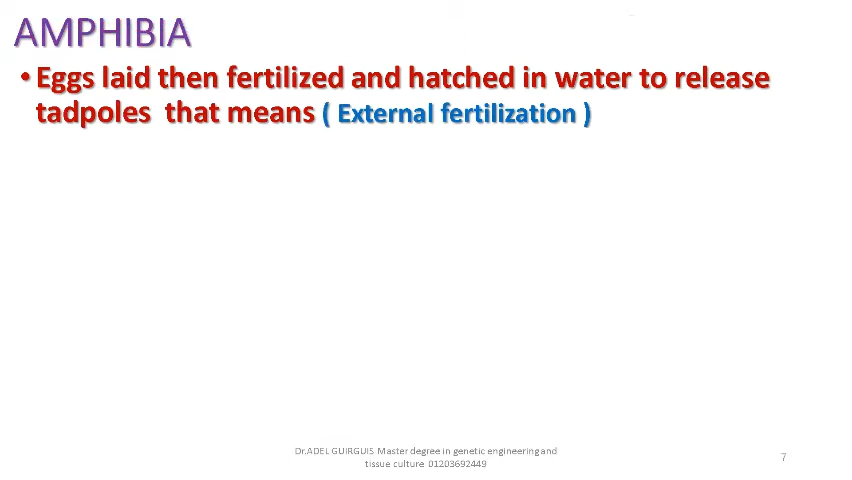 AMPHIBIA
• Eggs laid then fertilized and hatched in water to release
tadpoles that means ( External fertilization )
Dr.ADEL GUIRGUIS. Master degree in genetic engineering and
tissue culture 01203692449
7